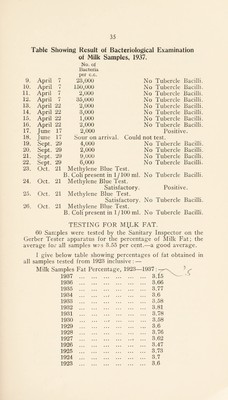 55
Table Showing Result of Bacteriological Examination
of Milk Samples, 1937.
No. of
Bacteria
per c.c.
9. April 7 23,000 No Tubercle Bacilli.
10. April 7 150,000 No Tubercle Bacilli.
11. April 7 2,000 No Tubercle Bacilli.
12. April 7 35,000 No Tubercle Bacilli.
13. April 22 2,000 No Tubercle Bacilli.
14. April 22 3,000 No Tubercle Bacilli.
15. April 22 1,000 No Tubercle Bacilli.
16. April 22 2,000 No Tubercle Bacilli.
17. June 17 2,000 Positive.
18. June 17 Sour on arrival. Could not test.
19. Sept. 29 4,000 No Tubercle Bacilli.
20. Sept. 29 2,000 No Tubercle Bacilli.
21. Sept. 29 9,000 No Tubercle Bacilli.
22. Sept. 29 6,000 No Tubercle Bacilli.
23. Oct. 21 Methylene Blue Test.
B. Coli present in 1/100 ml. No Tubercle Bacilli.
24. Oct. 21 Methylene Blue Test.
Satisfactory. Positive.
25. Oct. 21 Methylene Blue Test.
Satisfactory. No Tubercle Bacilli.
26. Oct. 21 Methylene Blue Test.
B. Coli present in 1/100 ml. No Tubercle Bacilli.
TESTING FOR MILK FAT.
60 Samples were tested by the Sanitary Inspector on the
Gerber Tester apparatus for the percentage of Milk Fat; the
average for all samples was 3.55 per cent.—a good average.
I give below table showing percentages of fat obtained in
all samples tested from 1923 inclusive:—
Milk Samples Fat Percentage, 1923—1937
1937 ... 3.15
1936 ... 3.66
1935 ... 3.77
1934 ... 3.6
1933 ... 3.58
1932 ... 3.81
1931 ... 3.78
1930 ... 3.58
1929 ... 3.6
1928 ... 3.76
1927 ... 3.62
1926 ... 3.47
1925 ... 3.73
1924 ... 3.7
1923 ... 3.6